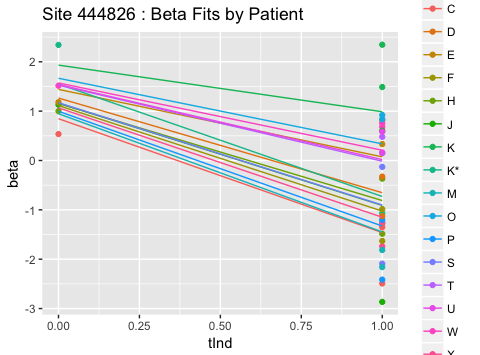 Site 444826 : Beta Fits by Patient
2
1
0
-1
-2
-3
beta
0.00 0.25 0.50 0.75 1.00
tInd
C
D
E
F
H
J
K
K*
M
O
P
S
T
U
W
Y